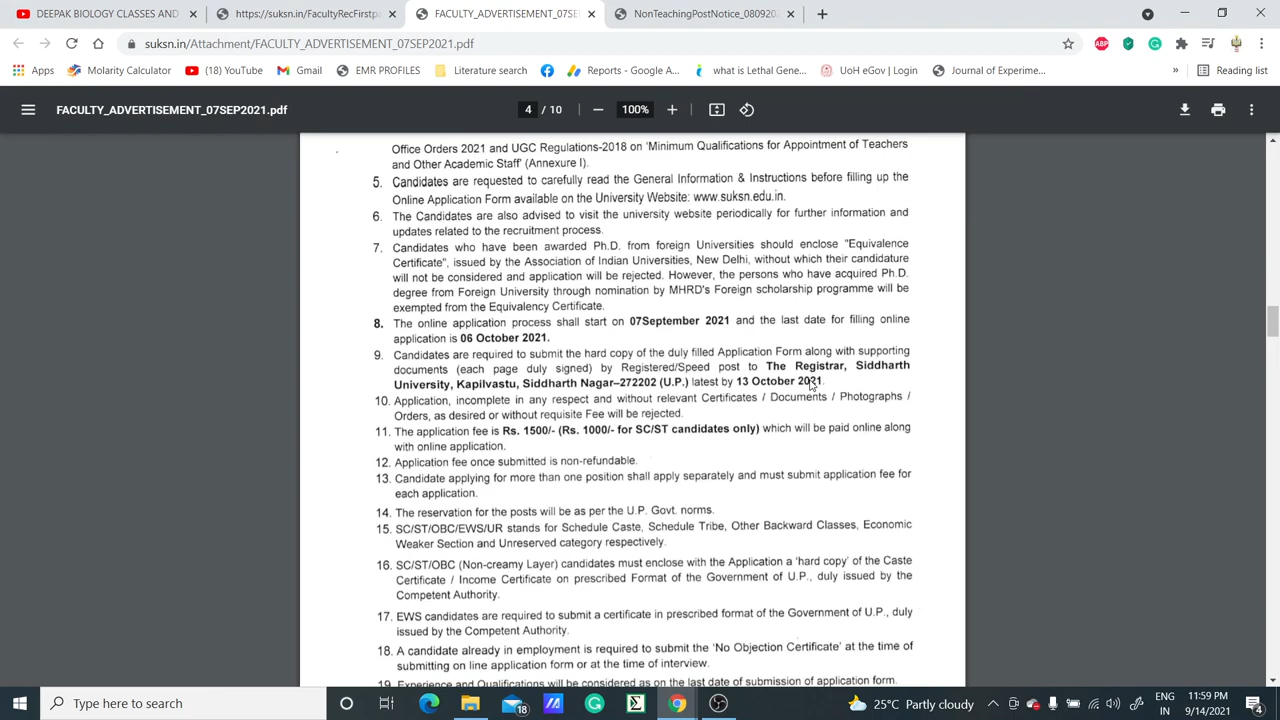 DEEPAK BIOLOGY CLASSES AND
https://suksn.in/FacultyRecFirstpa
FACULTY_ADVERTISEMENT_07SE
NonTeachingPostNotice_080920
suksn.in/Attachment/FACULTY_ADVERTISEMENT_07SEP2021.pdf
ABP
Apps
Molarity Calculator
(18) YouTube
Gmail
EMR PROFILES
Literature search
Reports - Google A...
what is Lethal Gene...
UoH eGov | Login
Journal of Experime...
»
Reading list
FACULTY_ADVERTISEMENT_07SEP2021.pdf
4 / 10
100%
Office Orders 2021 and UGC Regulations-2018 on 'Minimum Qualifications for Appointment of Teachers
and Other Academic Staff' (Annexure I).
5. Candidates are requested to carefully read the General Information & Instructions before filling up the
Online Application Form available on the University Website: www.suksn.edu.in.
6. The Candidates are also advised to visit the university website periodically for further information and
updates related to the recruitment process.
7. Candidates who have been awarded Ph.D. from foreign Universities should enclose "Equivalence
Certificate", issued by the Association of Indian Universities, New Delhi, without which their candidature
will not be considered and application will be rejected. However, the persons who have acquired Ph.D.
degree from Foreign University through nomination by MHRD's Foreign scholarship programme will be
exempted from the Equivalency Certificate.
8. The online application process shall start on 07September 2021 and the last date for filling online
application is 06 October 2021.
9. Candidates are required to submit the hard copy of the duly filled Application Form along with supporting
documents (each page duly signed) by Registered/Speed post to The Registrar, Siddharth
University, Kapilvastu, Siddharth Nagar–272202 (U.P.) latest by 13 October 2021.
10. Application, incomplete in any respect and without relevant Certificates / Documents / Photographs /
Orders, as desired or without requisite Fee will be rejected.
11. The application fee is Rs. 1500/- (Rs. 1000/- for SC/ST candidates only) which will be paid online along
with online application.
12. Application fee once submitted is non-refundable.
13. Candidate applying for more than one position shall apply separately and must submit application fee for
each application.
14. The reservation for the posts will be as per the U.P. Govt. norms.
15. SC/ST/OBC/EWS/UR stands for Schedule Caste, Schedule Tribe, Other Backward Classes, Economic
Weaker Section and Unreserved category respectively.
16. SC/ST/OBC (Non-creamy Layer) candidates must enclose with the Application a 'hard copy' of the Caste
Certificate / Income Certificate on prescribed Format of the Government of U.P., duly issued by the
Competent Authority.
17. EWS candidates are required to submit a certificate in prescribed format of the Government of U.P., duly
issued by the Competent Authority.
18. A candidate already in employment is required to submit the 'No Objection Certificate' at the time of
submitting on line application form or at the time of interview.
19. Experience and Qualifications will be considered as on the last date of submission of application form.
Type here to search
18
25°C Partly cloudy
ENG
IN
11:59 PM
9/14/2021